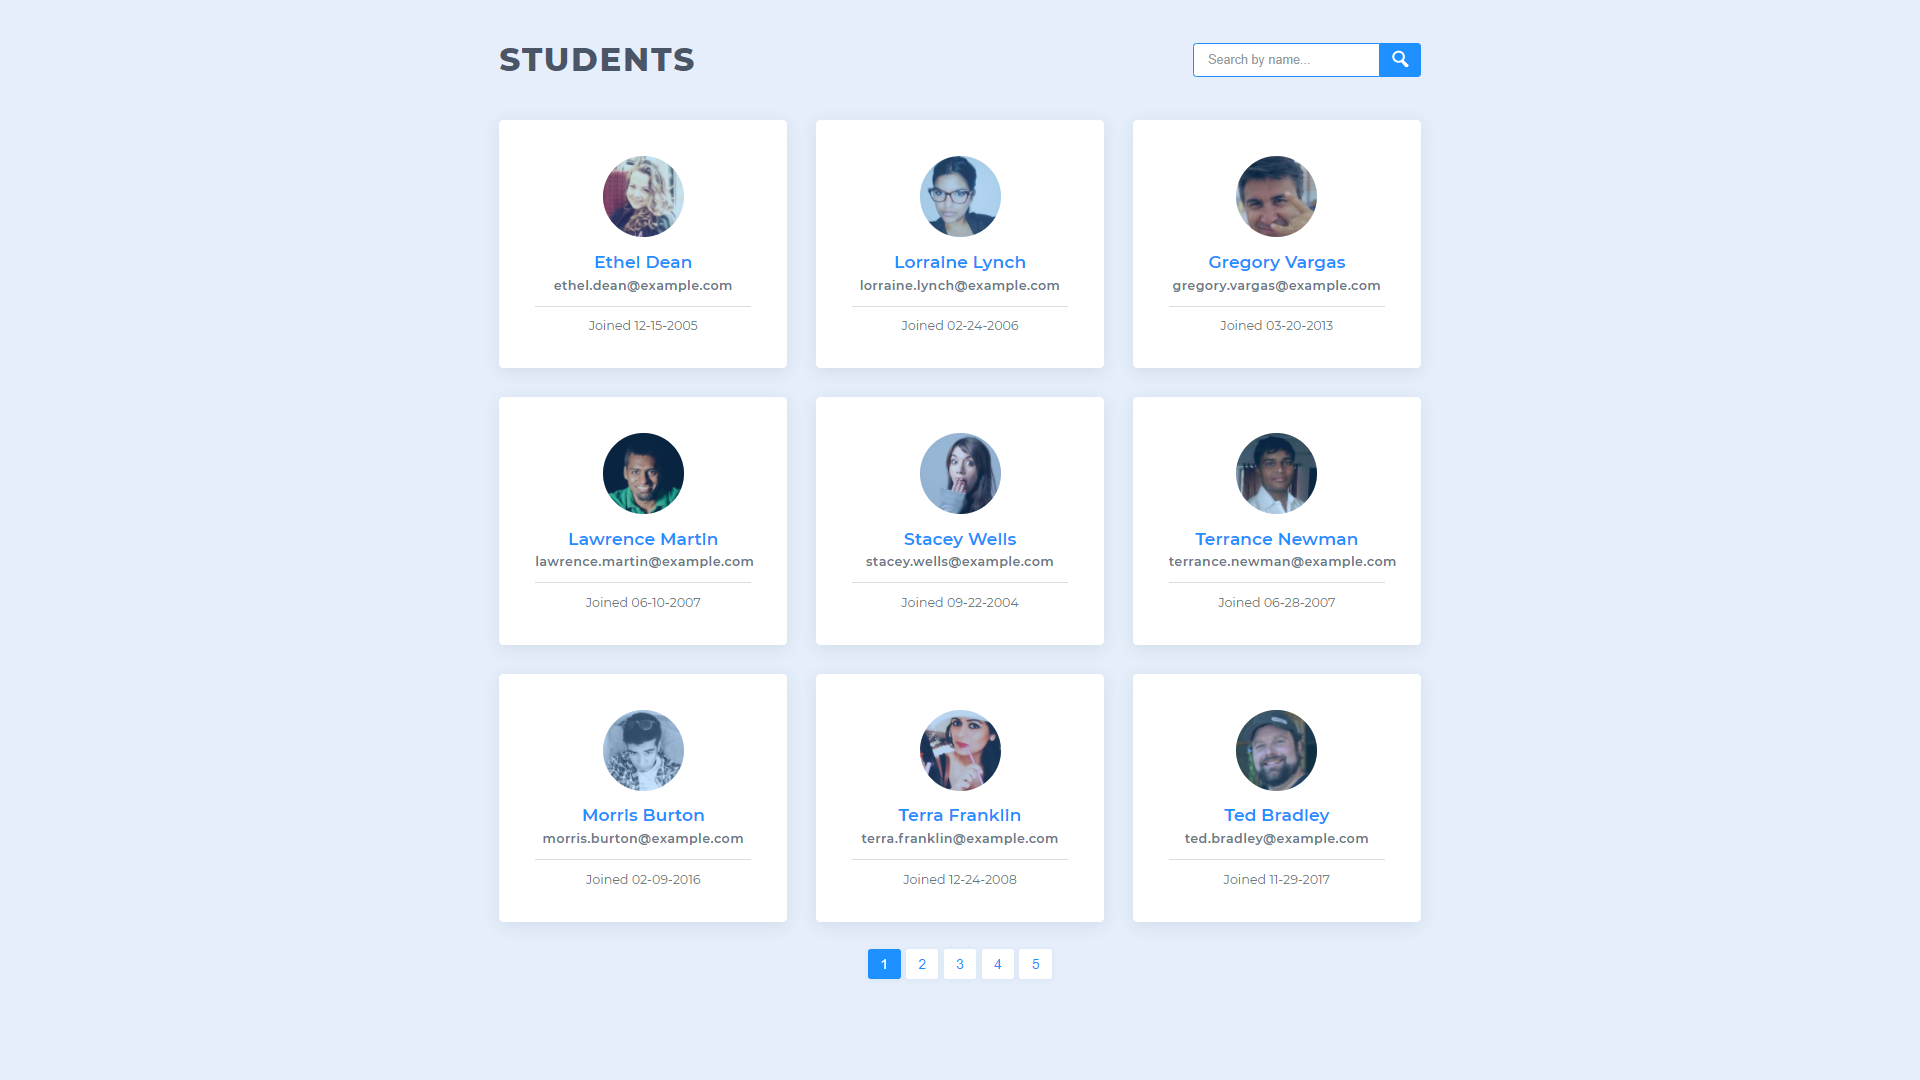 STUDENTS
Search by name...
Ethel Dean
ethel.dean@example.com
Joined 12-15-2005
Lorraine Lynch
lorraine.lynch@example.com
Joined 02-24-2006
Gregory Vargas
gregory.vargas@example.com
Joined 03-20-2013
Lawrence Martin
lawrence.martin@example.com
Joined 06-10-2007
Stacey Wells
stacey.wells@example.com
Joined 09-22-2004
Terrance Newman
terrance.newman@example.com
Joined 06-28-2007
Morris Burton
morris.burton@example.com
Joined 02-09-2016
Terra Franklin
terra.franklin@example.com
Joined 12-24-2008
Ted Bradley
ted.bradley@example.com
Joined 11-29-2017
1 2 3 4 5